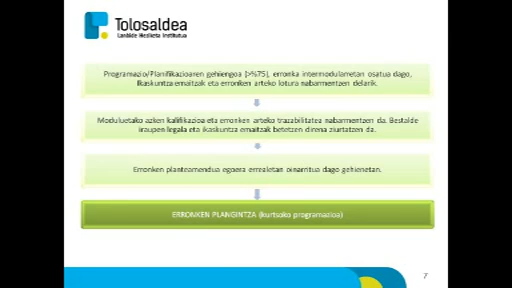 Tolosaldea
Lanbide Heziketa Institutua
Programazio/Planifikazioaren gehiengoa (>%75), erronka intermodularretan osatua dago,
Ikaskuntza emaitzak eta erronken arteko lotura nabarmentzen delarik.
Moduluetako azken kalifikazioa eta erronken arteko trazabilitatea nabarmentzen da. Bestalde
iraupen legala eta ikaskuntza emaitzak betetzen direna ziurtatzen da.
Erronken planteamendua egoera errealetan oinarritua dago gehienetan.
ERRONKEN PLANGINTZA (kurtsoko programazioa)
7